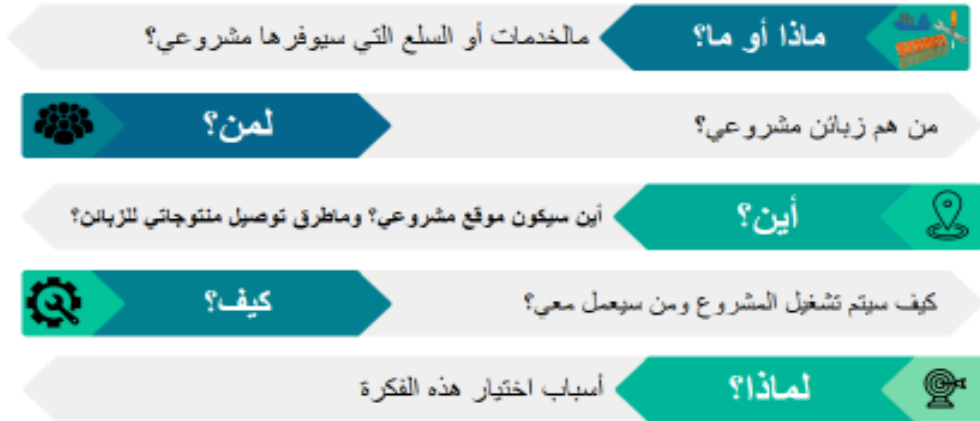 ماذا أو ما؟ مالخدمات أو السلع التي سيوفرها مشروعي؟
لمن؟ من هم زبائن مشروعي؟
أين؟ أين سيكون موقع مشروعي؟ وماطرق توصيل منتوجاتي للزبائن؟
كيف؟ كيف سيتم تشغيل المشروع ومن سيعمل معي؟
لماذا؟ أسباب اختيار هذه الفكرة